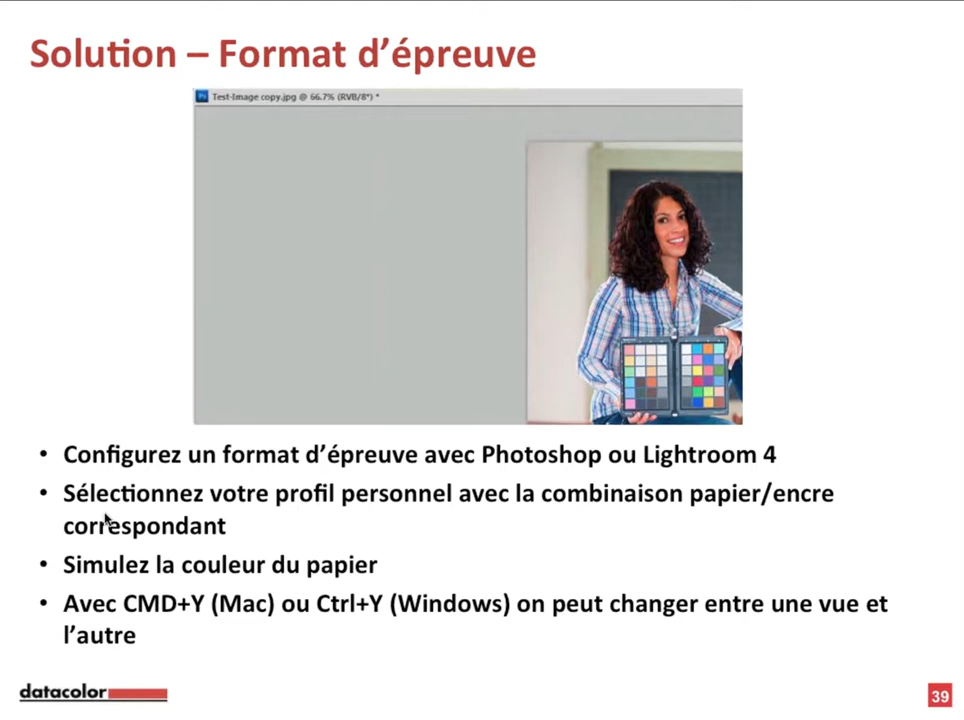 Solution – Format d'épreuve
Ps Test-Image copy.jpg @ 66.7% (RVB/8*) *
• Configurez un format d'épreuve avec Photoshop ou Lightroom 4
• Sélectionnez votre profil personnel avec la combinaison papier/encre
correspondant
• Simulez la couleur du papier
• Avec CMD+Y (Mac) ou Ctrl+Y (Windows) on peut changer entre une vue et
l'autre
datacolor
39